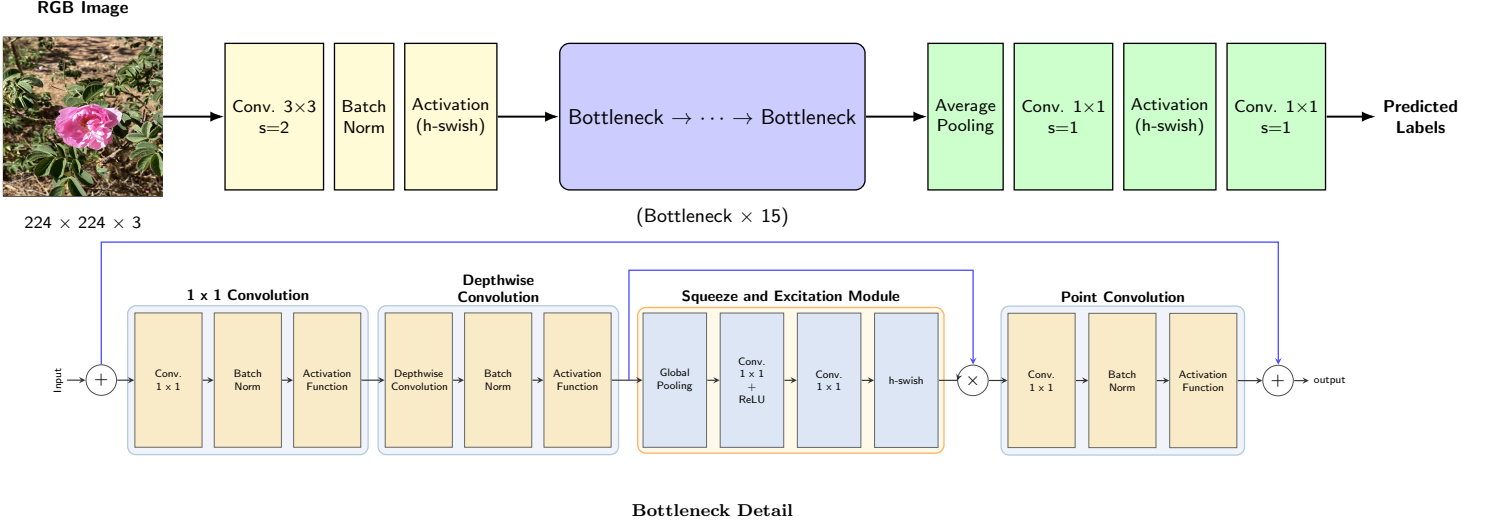 RGB Image
Conv. 3×3
s=2
Batch
Norm
Activation
(h-swish)
Bottleneck → ··· → Bottleneck
Average
Pooling
Conv. 1×1
s=1
Activation
(h-swish)
Conv. 1×1
s=1
Predicted
Labels
224 × 224 × 3
(Bottleneck × 15)
1 x 1 Convolution
Depthwise
Convolution
Squeeze and Excitation Module
Point Convolution
Input
+
Conv.
1 x 1
Batch
Norm
Activation
Function
Depthwise
Convolution
Batch
Norm
Activation
Function
Global
Pooling
Conv.
1 x 1
+
ReLU
Conv.
1 x 1
h-swish
×
Conv.
1 x 1
Batch
Norm
Activation
Function
+
output
Bottleneck Detail